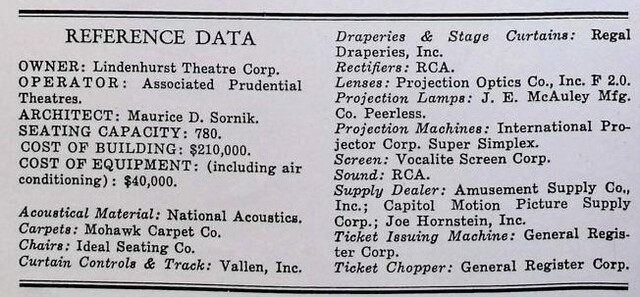 REFERENCE DATA
OWNER: Lindenhurst Theatre Corp.
OPERATOR: Associated Prudential
Theatres.
ARCHITECT: Maurice D. Sornik.
SEATING CAPACITY: 780.
COST OF BUILDING: $210,000.
COST OF EQUIPMENT: (including air
conditioning): $40,000.
Acoustical Material: National Acoustics.
Carpets: Mohawk Carpet Co.
Chairs: Ideal Seating Co.
Curtain Controls & Track: Vallen, Inc.
Draperies & Stage Curtains: Regal
Draperies, Inc.
Rectifiers: RCA.
Lenses: Projection Optics Co., Inc. F 2.0.
Projection Lamps: J. E. McAuley Mfg.
Co. Peerless.
Projection Machines: International Pro-
jector Corp. Super Simplex.
Screen: Vocalite Screen Corp.
Sound: RCA.
Supply Dealer: Amusement Supply Co.,
Inc.; Capitol Motion Picture Supply
Corp.; Joe Hornstein, Inc.
Ticket Issuing Machine: General Regis-
ter Corp.
Ticket Chopper: General Register Corp.